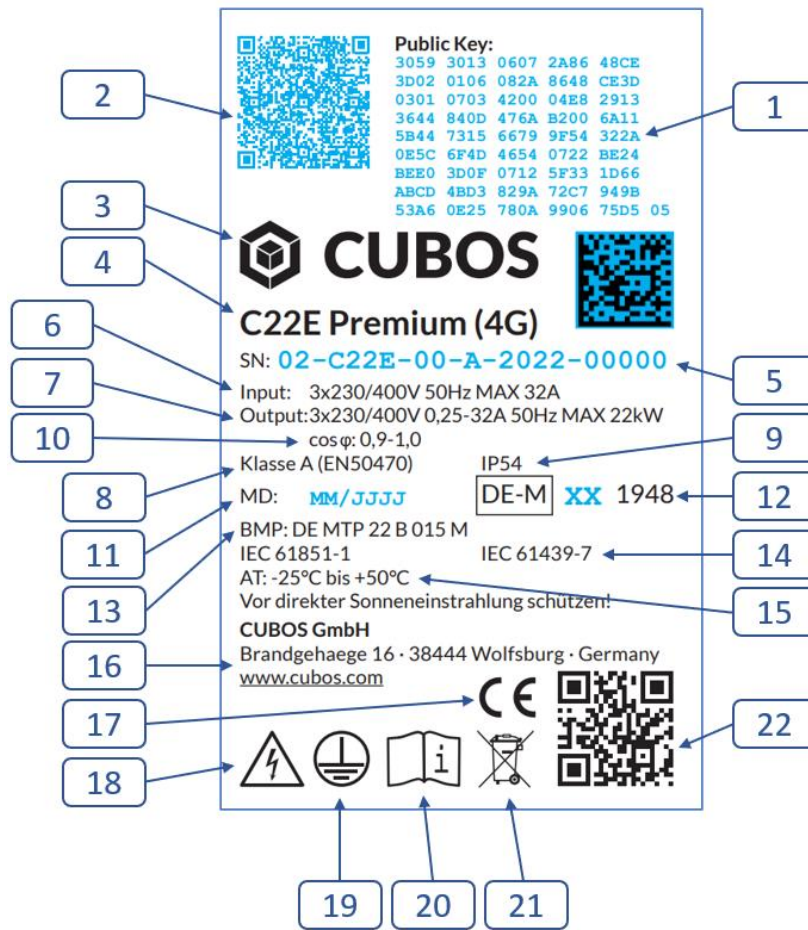 Public Key:
3059 3013 0607 2A86 48CE
3D02 0106 082A 8648 CE3D
0301 0703 4200 04E8 2913
3644 840D 476A B200 6A11
5B44 7315 6679 9F54 322A
0E5C 6F4D 4654 0722 BE24
BEE0 3D0F 0712 5F33 1D66
ABCD 4BD3 829A 72C7 949B
53A6 0E25 780A 9906 75D5 05
2
1
3
CUBOS
4
C22E Premium (4G)
6
SN: 02-C22E-00-A-2022-00000
5
Input: 3x230/400V 50Hz MAX 32A
7
Output:3x230/400V 0,25-32A 50Hz MAX 22kW
10
cosφ: 0,9-1,0
9
Klasse A (EN50470) IP54
8
MD: MM/JJJJ DE-M XX 1948
12
BMP: DE MTP 22 B 015 M
11
IEC 61851-1 IEC 61439-7
14
AT: -25°C bis +50°C
13
Vor direkter Sonneneinstrahlung schützen!
15
CUBOS GmbH
Brandgehaege 16 · 38444 Wolfsburg · Germany
16
www.cubos.com
17
CE
22
18
i
19
20
21